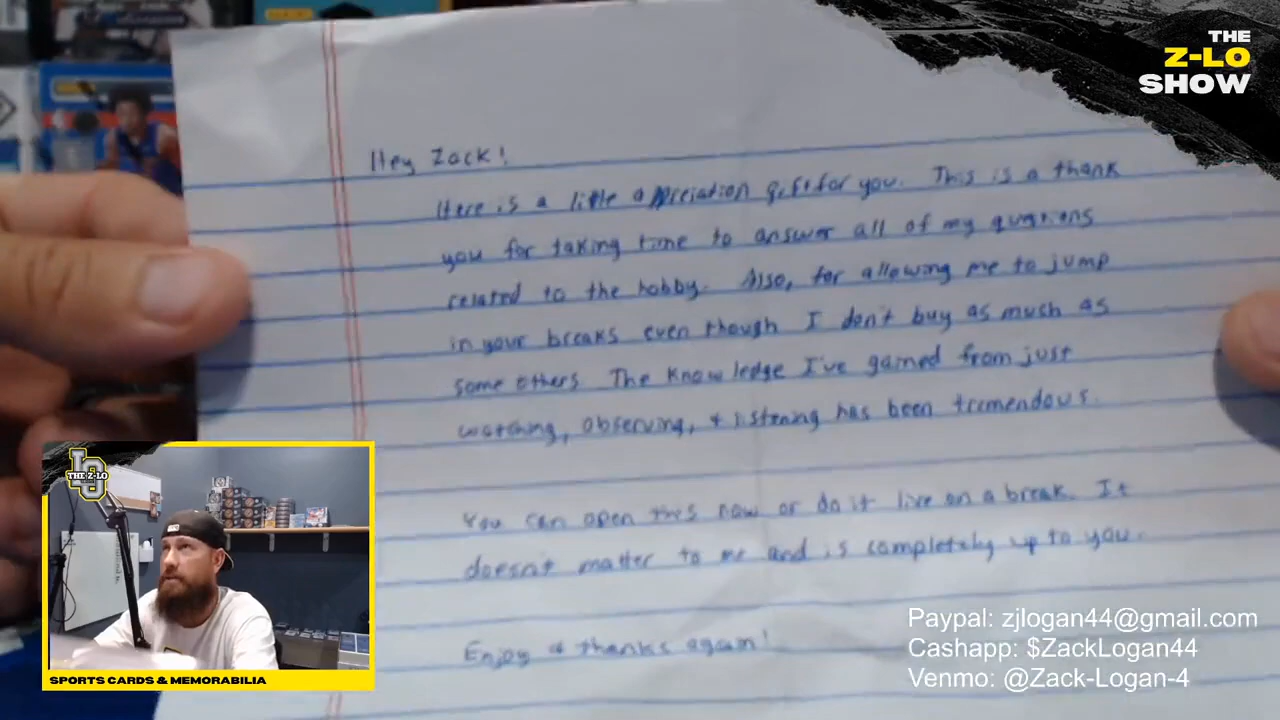 THE
Z-LO
SHOW
Hey Zack!
Here is a little appreciation gift for you. This is a thank
you for taking time to answer all of my qustions
related to the hobby. Also, for allowing me to jump
in your breaks even though I don't buy as much as
some others. The knowledge I've gained from just
watching, observing, + listening has been tremendous.
You can open this now or do it live on a break. It
doesn't matter to me and is completely up to you.
Enjoy & thanks again!
THE Z-LO
SPORTS CARDS & MEMORABILIA
Paypal: zjlogan44@gmail.com
Cashapp: $ZackLogan44
Venmo: @Zack-Logan-4